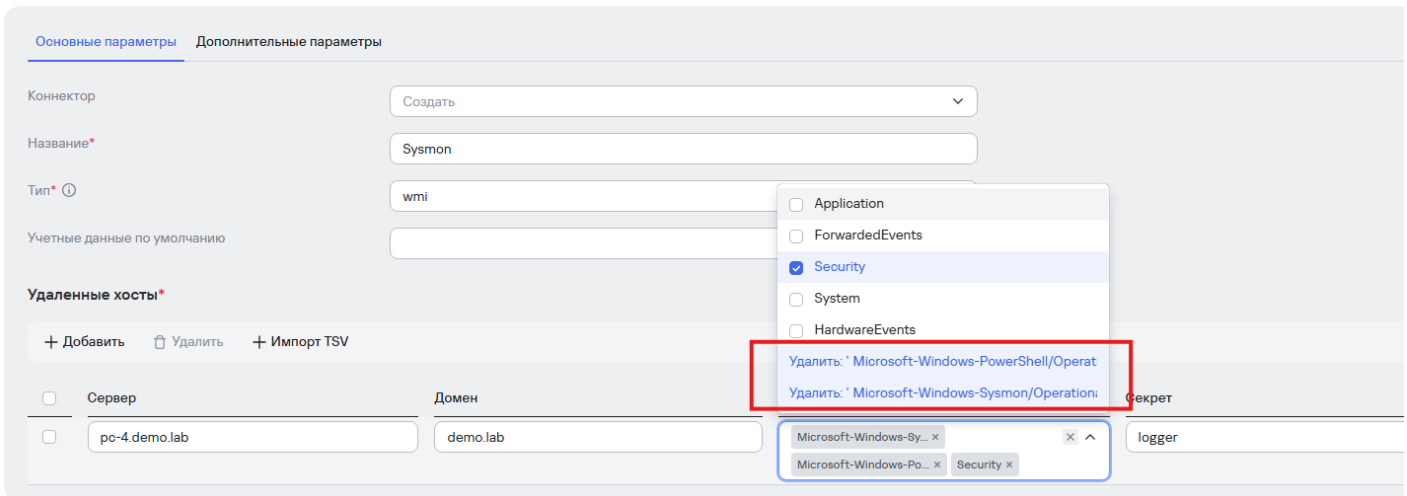 Основные параметры Дополнительные параметры
Коннектор
Создать
Название*
Sysmon
Тип*
wmi
Учетные данные по умолчанию
Application
ForwardedEvents
Security
System
HardwareEvents
Удалить: ' Microsoft-Windows-PowerShell/Operati
Удалить: ' Microsoft-Windows-Sysmon/Operationa
Удаленные хосты*
+ Добавить Удалить + Импорт TSV
Сервер Домен Секрет
pc-4.demo.lab demo.lab Microsoft-Windows-Sy... × logger
Microsoft-Windows-Po... × Security ×